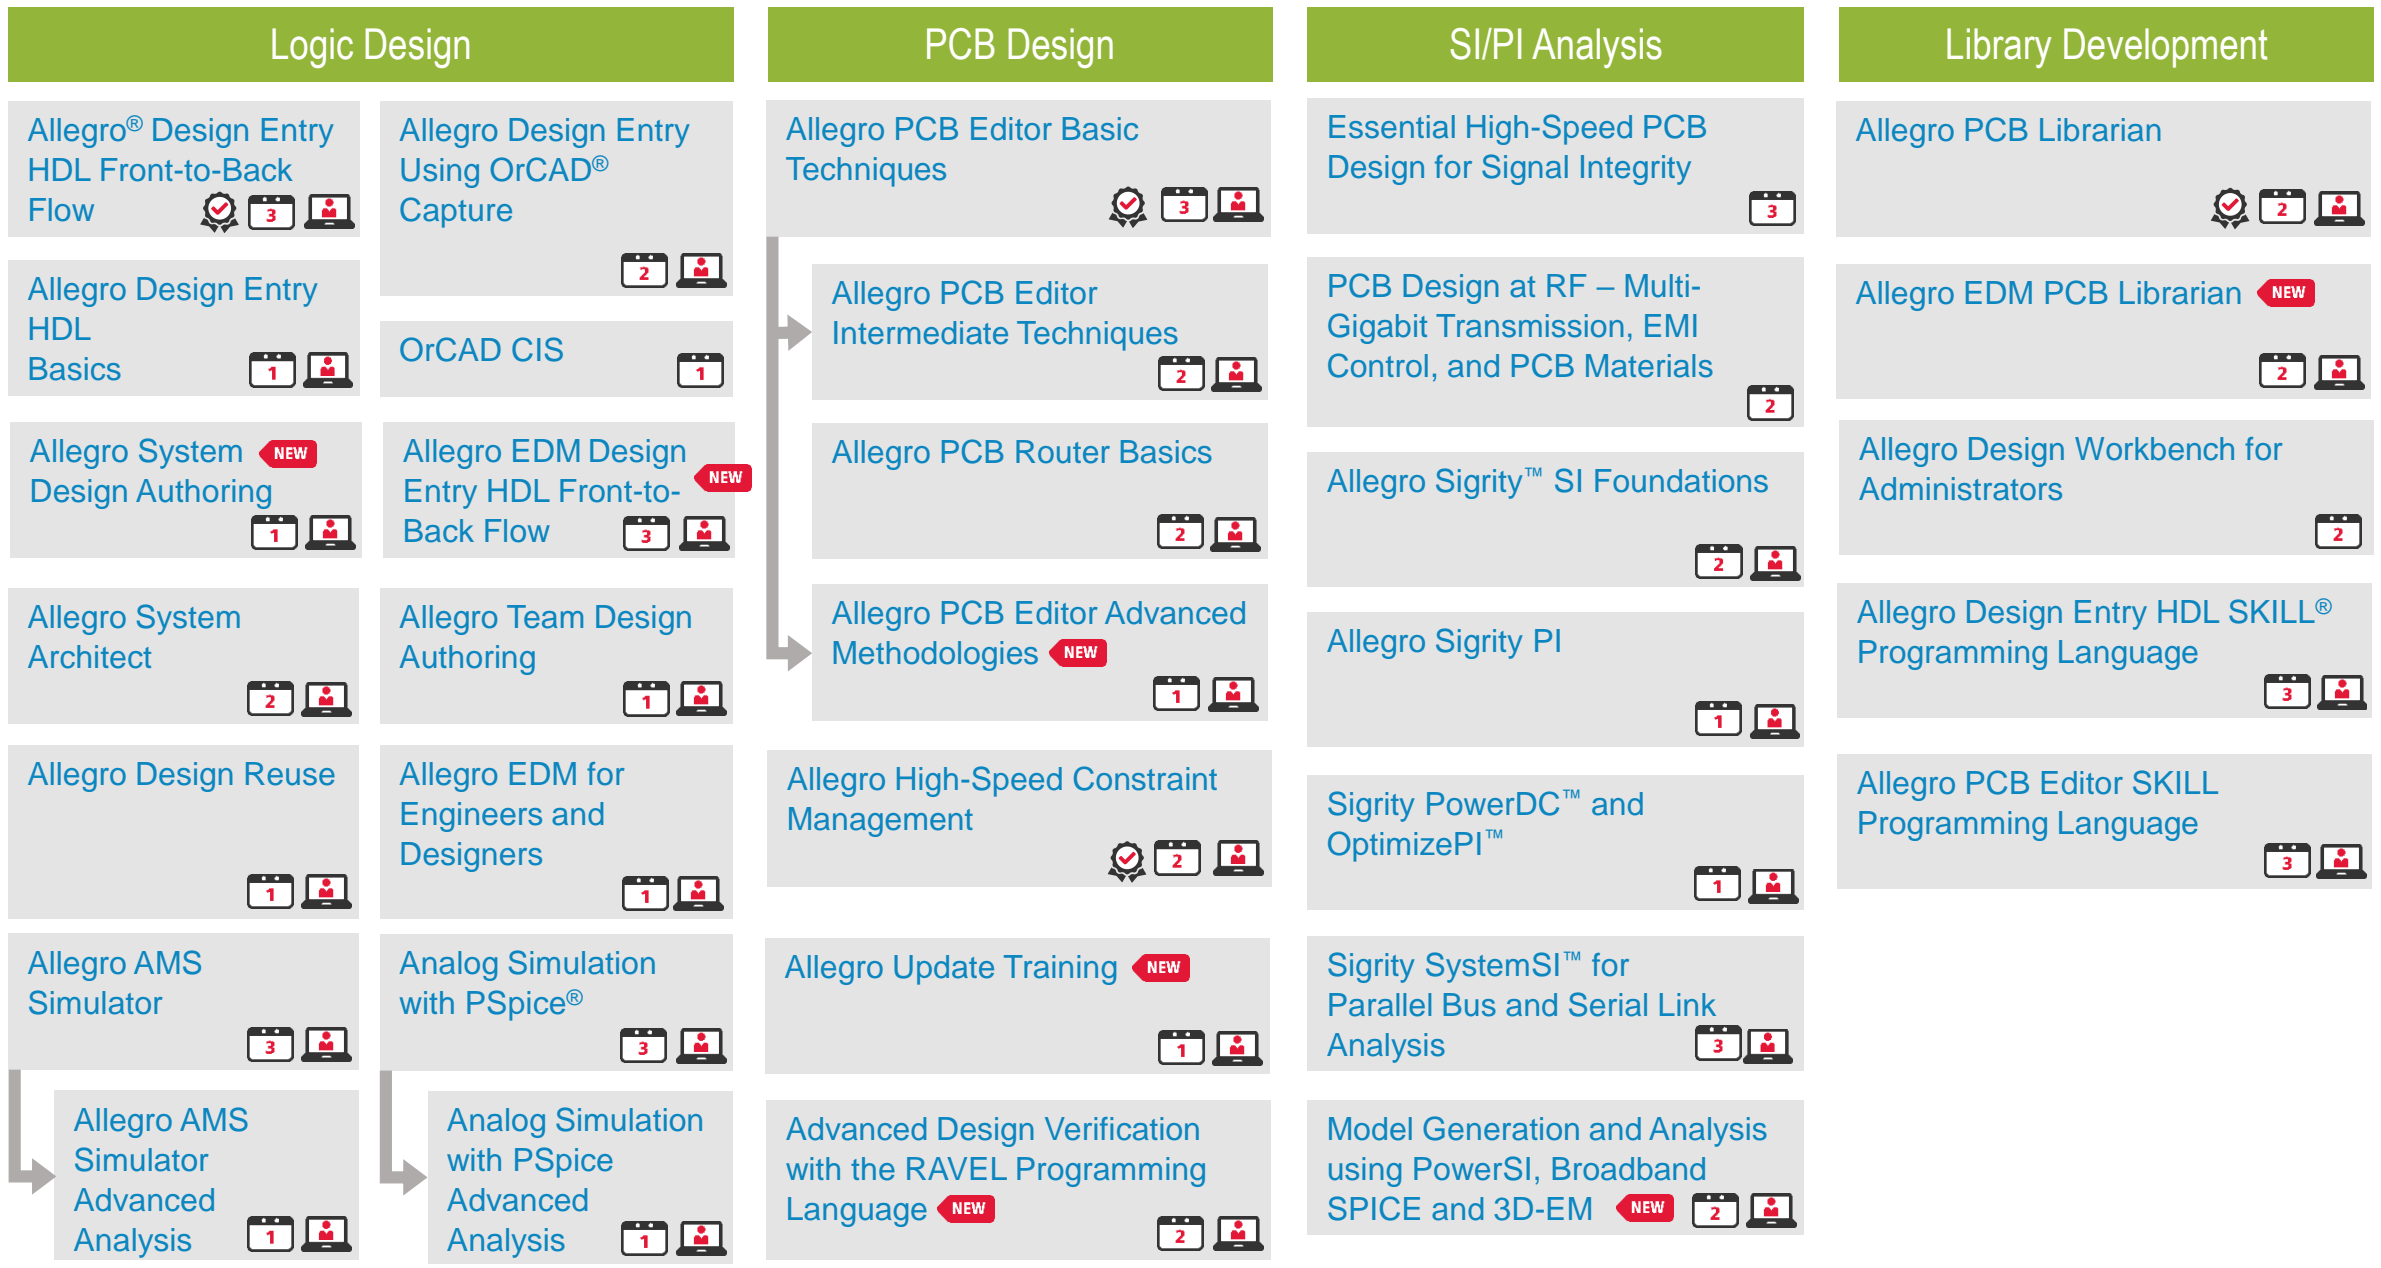 Logic Design
Allegro® Design Entry
HDL Front-to-Back
Flow
3
Allegro Design Entry
HDL
Basics
1
Allegro System NEW
Design Authoring
1
Allegro System
Architect
2
Allegro Design Reuse
1
Allegro AMS
Simulator
3
Allegro AMS
Simulator
Advanced
Analysis
1
Allegro Design Entry
Using OrCAD®
Capture
2
OrCAD CIS
1
Allegro EDM Design
Entry HDL Front-to-
NEW
Back Flow
3
Allegro Team Design
Authoring
1
Allegro EDM for
Engineers and
Designers
1
Analog Simulation
with PSpice®
3
Analog Simulation
with PSpice
Advanced
Analysis
1
PCB Design
Allegro PCB Editor Basic
Techniques
3
Allegro PCB Editor
Intermediate Techniques
2
Allegro PCB Router Basics
2
Allegro PCB Editor Advanced
Methodologies NEW
1
Allegro High-Speed Constraint
Management
2
Allegro Update Training NEW
1
Advanced Design Verification
with the RAVEL Programming
Language NEW
2
SI/PI Analysis
Essential High-Speed PCB
Design for Signal Integrity
3
PCB Design at RF – Multi-
Gigabit Transmission, EMI
Control, and PCB Materials
2
Allegro Sigrity™ SI Foundations
2
Allegro Sigrity PI
1
Sigrity PowerDC™ and
OptimizePI™
1
Sigrity SystemSI™ for
Parallel Bus and Serial Link
Analysis
3
Model Generation and Analysis
using PowerSI, Broadband
SPICE and 3D-EM NEW 2
Library Development
Allegro PCB Librarian
2
Allegro EDM PCB Librarian NEW
2
Allegro Design Workbench for
Administrators
2
Allegro Design Entry HDL SKILL®
Programming Language
3
Allegro PCB Editor SKILL
Programming Language
3